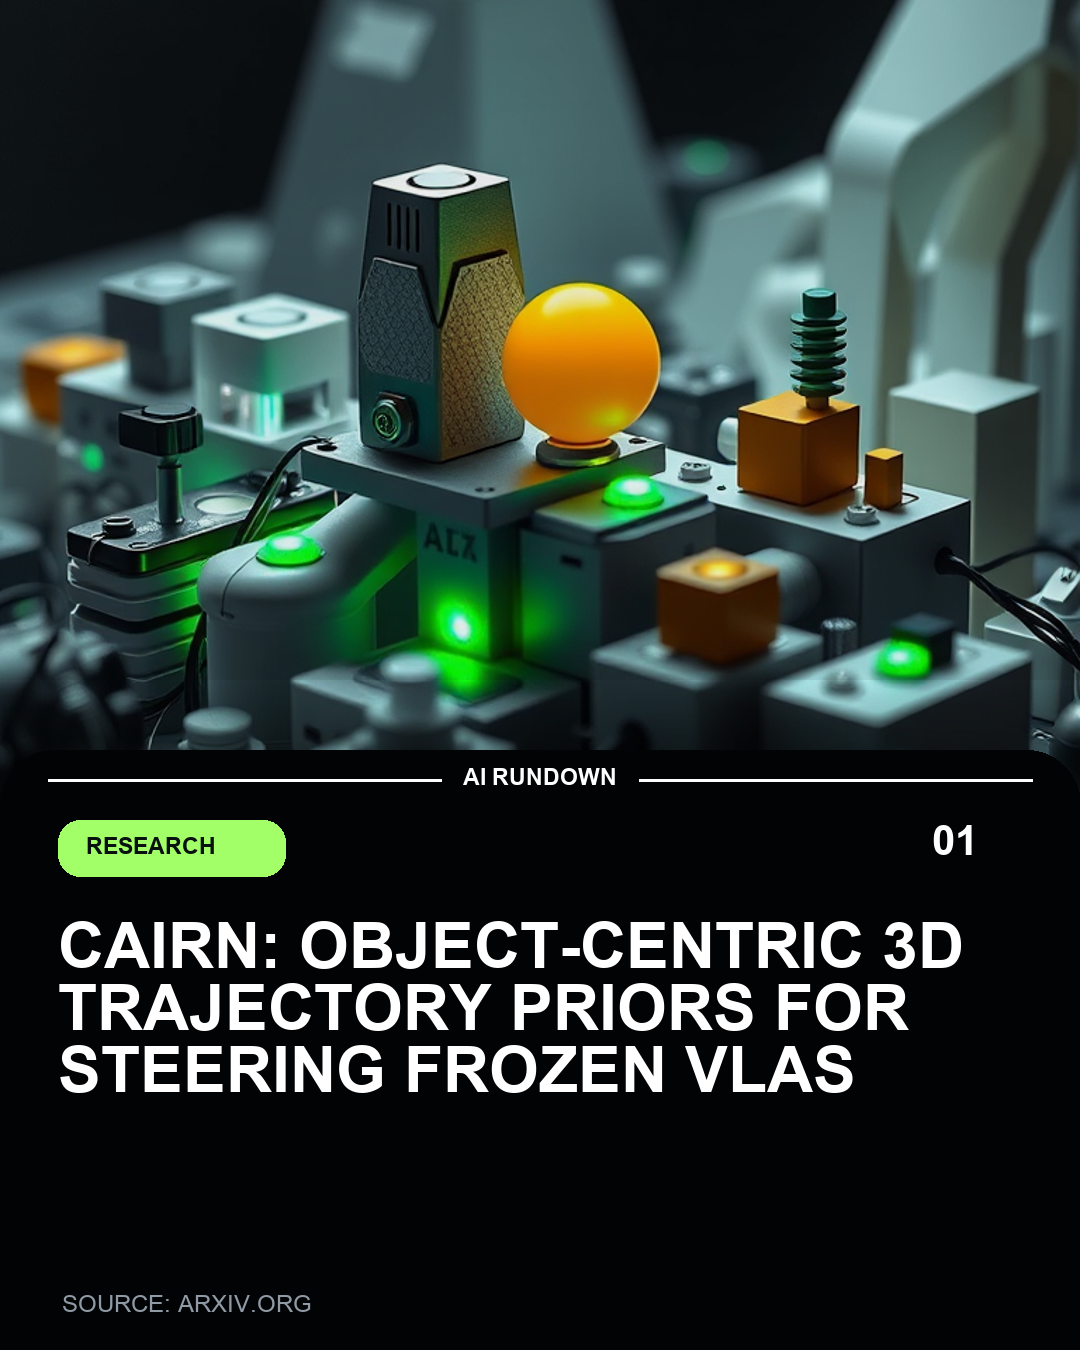 AI RUNDOWN
RESEARCH
01
CAIRN: OBJECT-CENTRIC 3D
TRAJECTORY PRIORS FOR
STEERING FROZEN VLAS
SOURCE: ARXIV.ORG